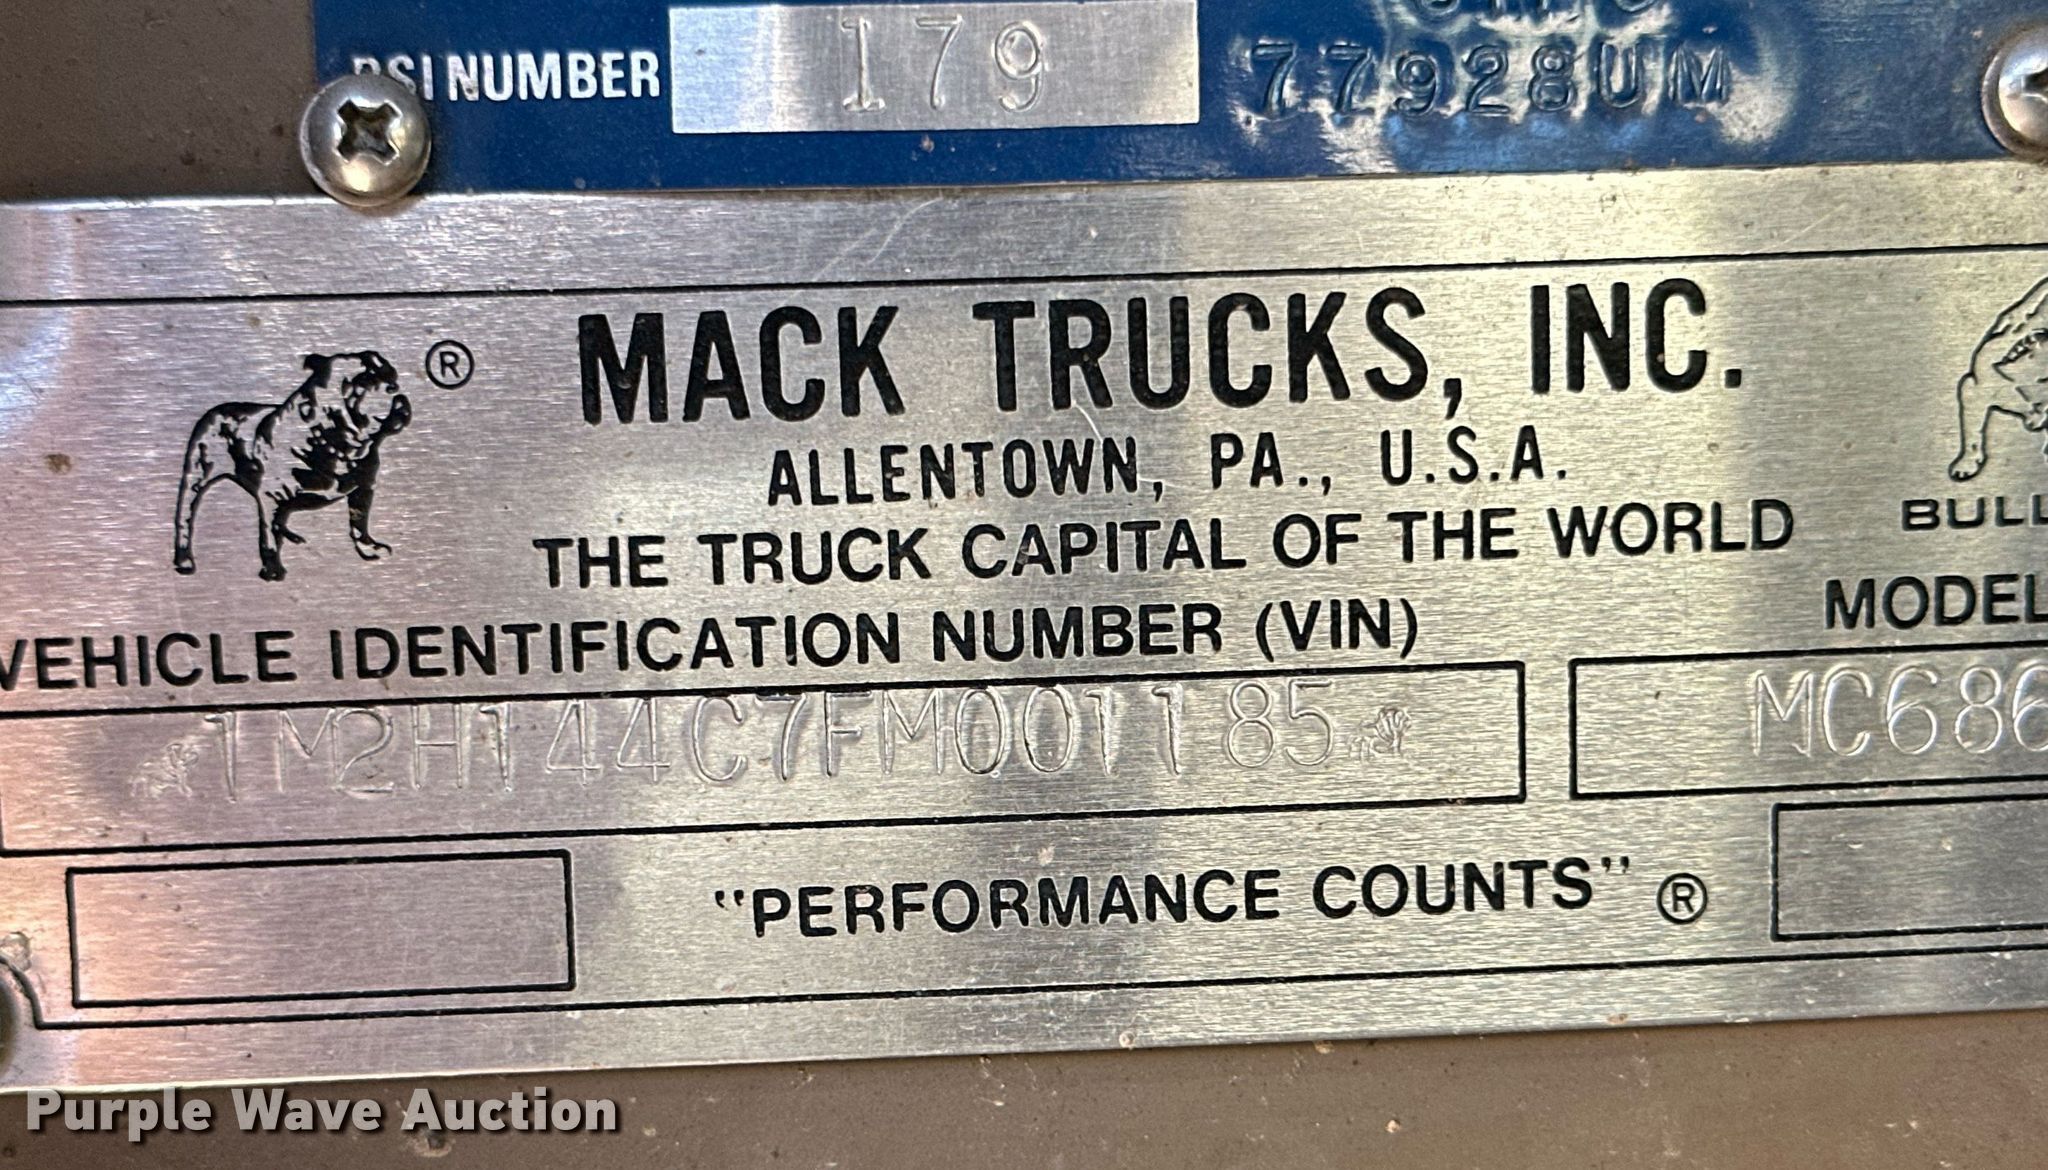 PSI NUMBER 179
77928UM
® MACK TRUCKS, INC.
ALLENTOWN, PA., U.S.A.
THE TRUCK CAPITAL OF THE WORLD
BULL
VEHICLE IDENTIFICATION NUMBER (VIN)
MODEL
1M2H144C7FM001185
MC686
"PERFORMANCE COUNTS" ®
Purple Wave Auction